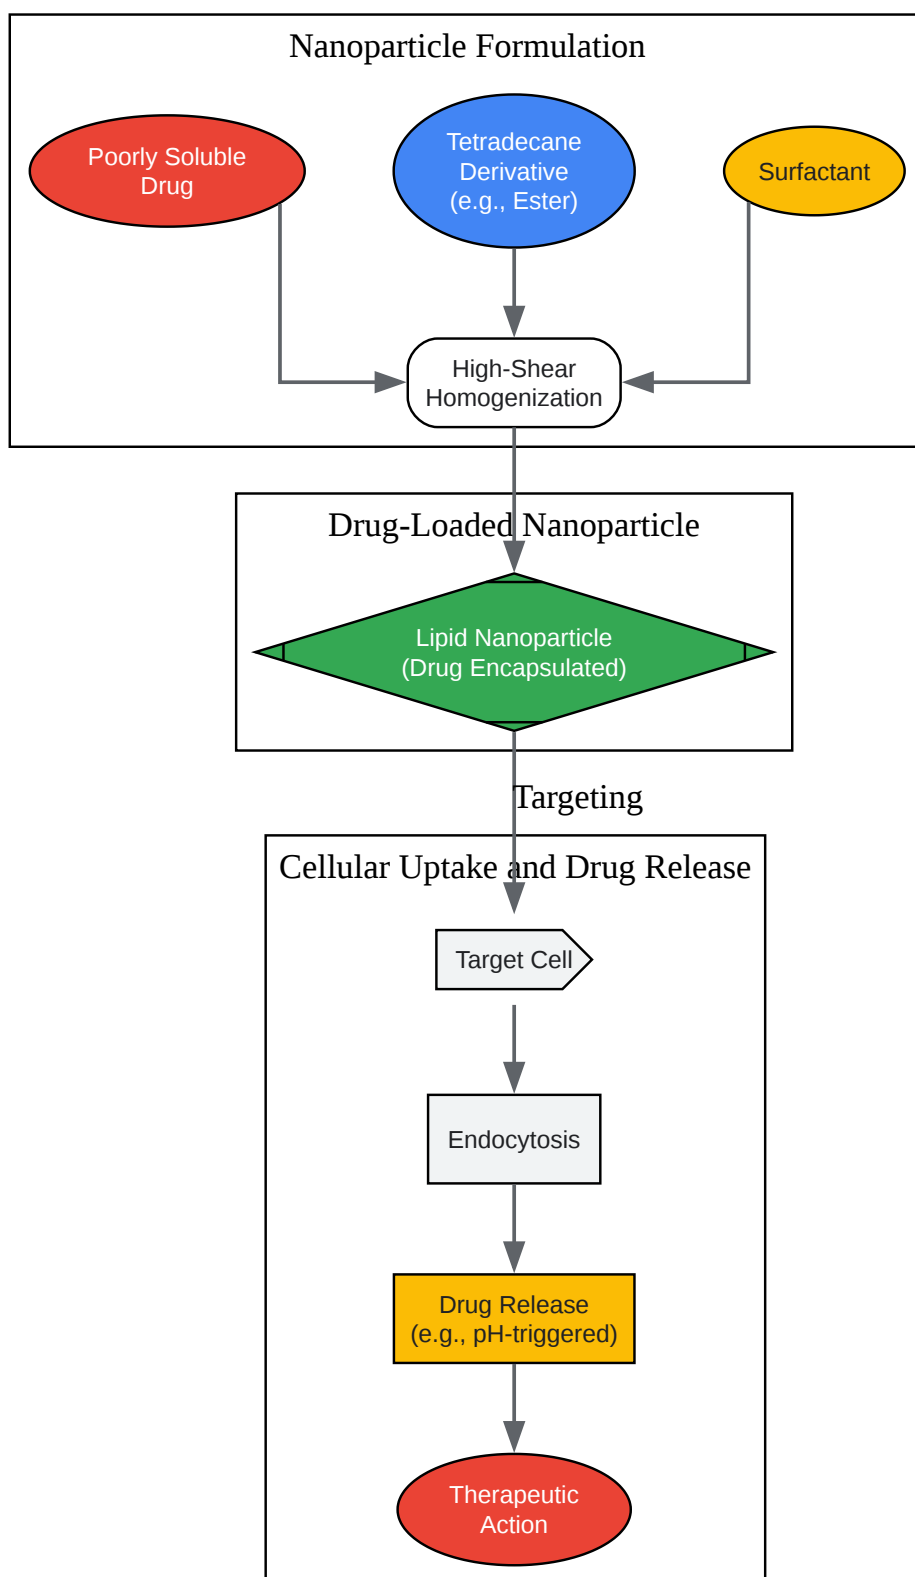 Nanoparticle Formulation
Poorly Soluble
Drug
Tetradecane
Derivative
(e.g., Ester)
Surfactant
High-Shear
Homogenization
Drug-Loaded Nanoparticle
Lipid Nanoparticle
(Drug Encapsulated)
Targeting
Cellular Uptake and Drug Release
Target Cell
Endocytosis
Drug Release
(e.g., pH-triggered)
Therapeutic
Action